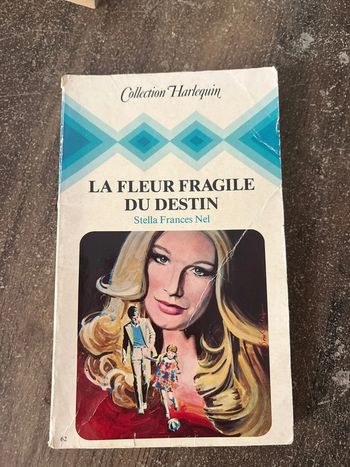 Collection Harlequin
LA FLEUR FRAGILE
DU DESTIN
Stella Frances Nel
62